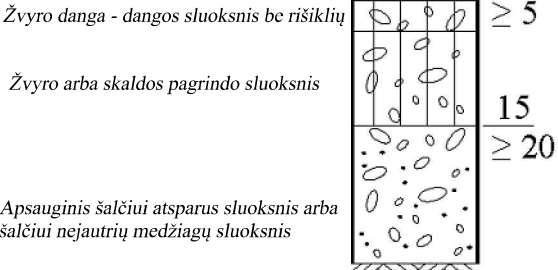 Žvyro danga - dangos sluoksnis be rišiklių
≥ 5
Žvyro arba skaldos pagrindo sluoksnis
15
≥ 20
Apsauginis šalčiui atsparus sluoksnis arba
šalčiui nejautrių medžiagų sluoksnis